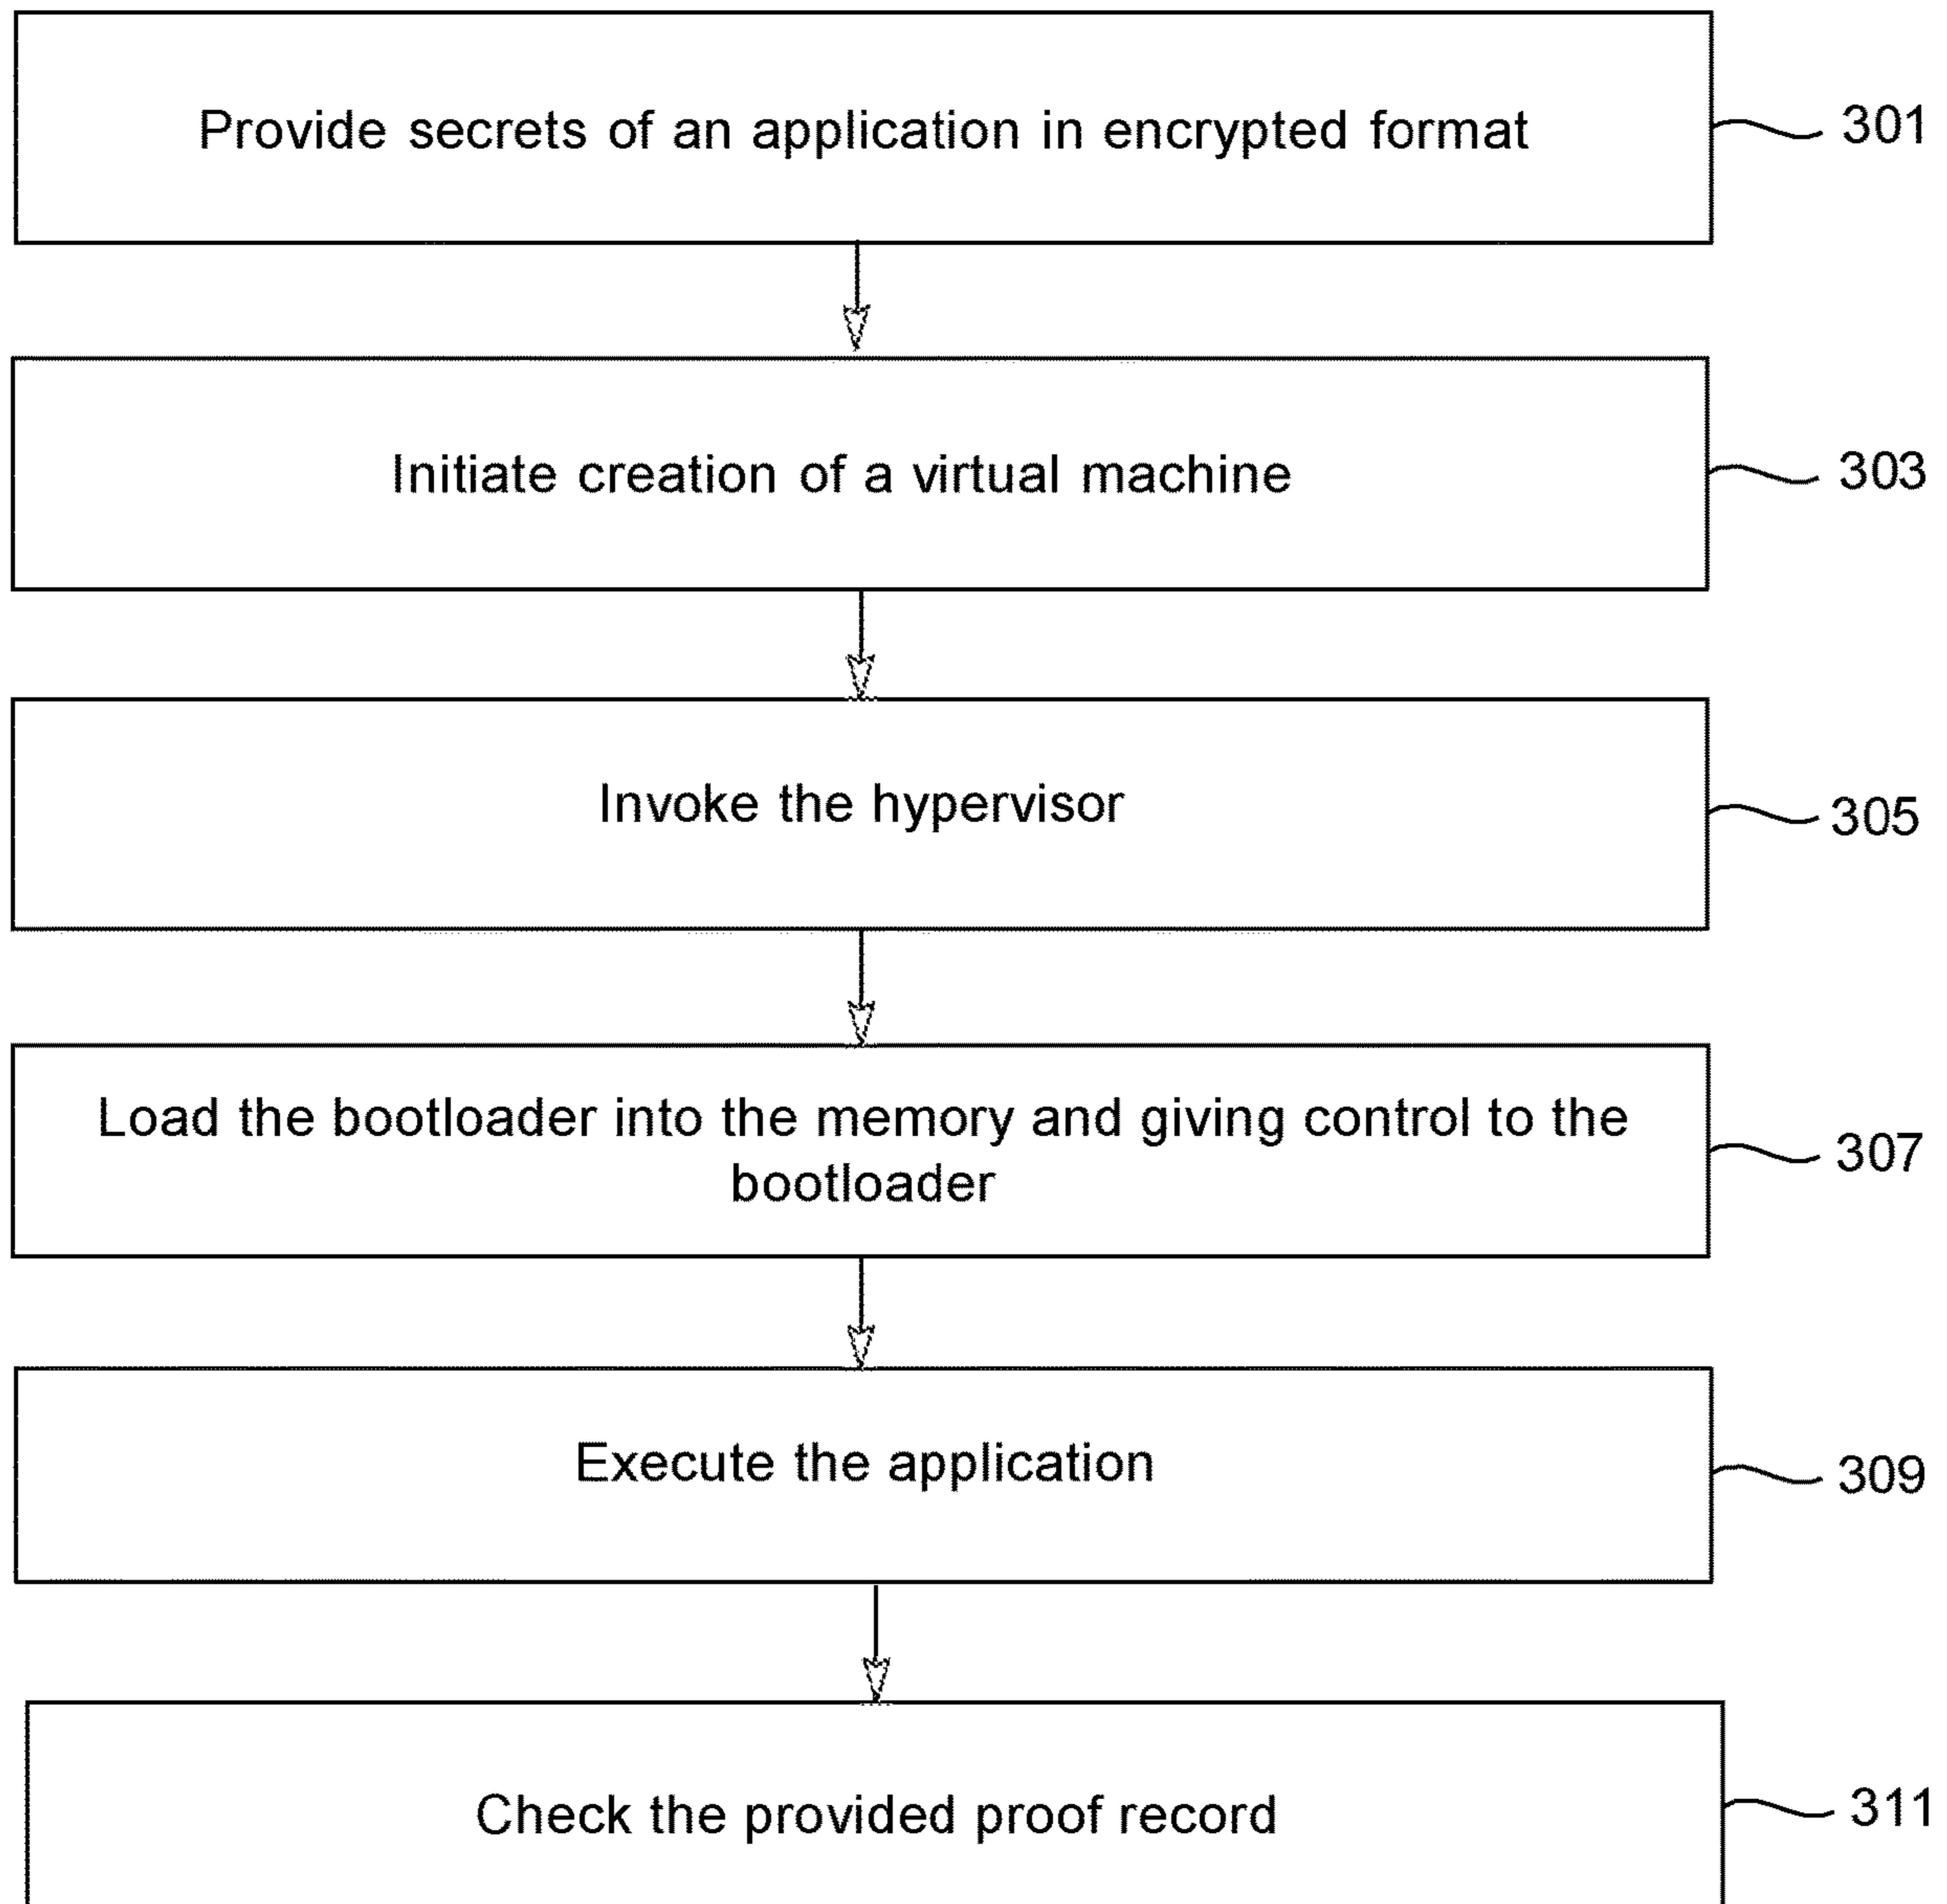 Provide secrets of an application in encrypted format
301
Initiate creation of a virtual machine
303
Invoke the hypervisor
305
Load the bootloader into the memory and giving control to the
bootloader
307
Execute the application
309
Check the provided proof record
311